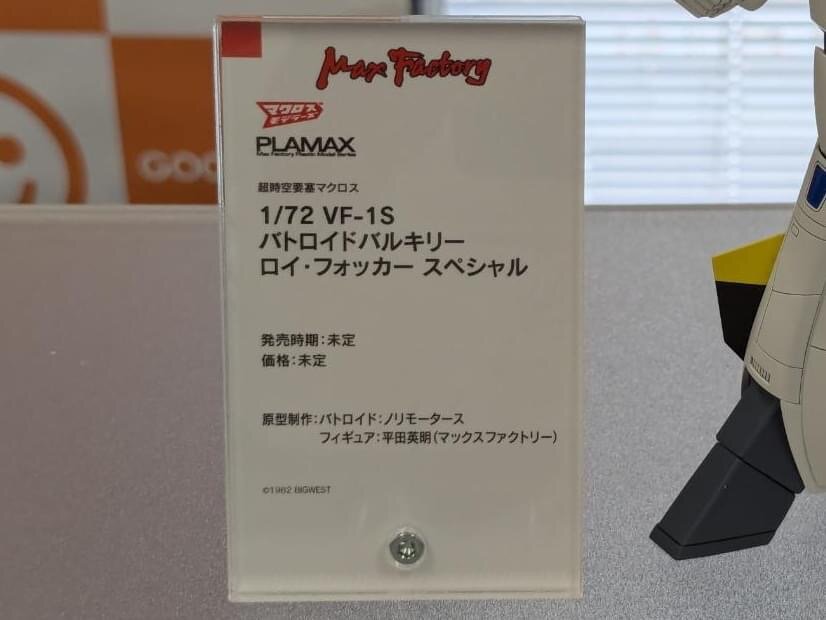 GOO
Max Factory
マクロス
モデラーズ
PLAMAX
Max Factory Plastic Model Series
超時空要塞マクロス
1/72 VF-1S
バトロイドバルキリー
ロイ・フォッカー スペシャル
発売時期：未定
価格：未定
原型制作：バトロイド：ノリモータース
フィギュア：平田英明（マックスファクトリー）
©1982 BIGWEST